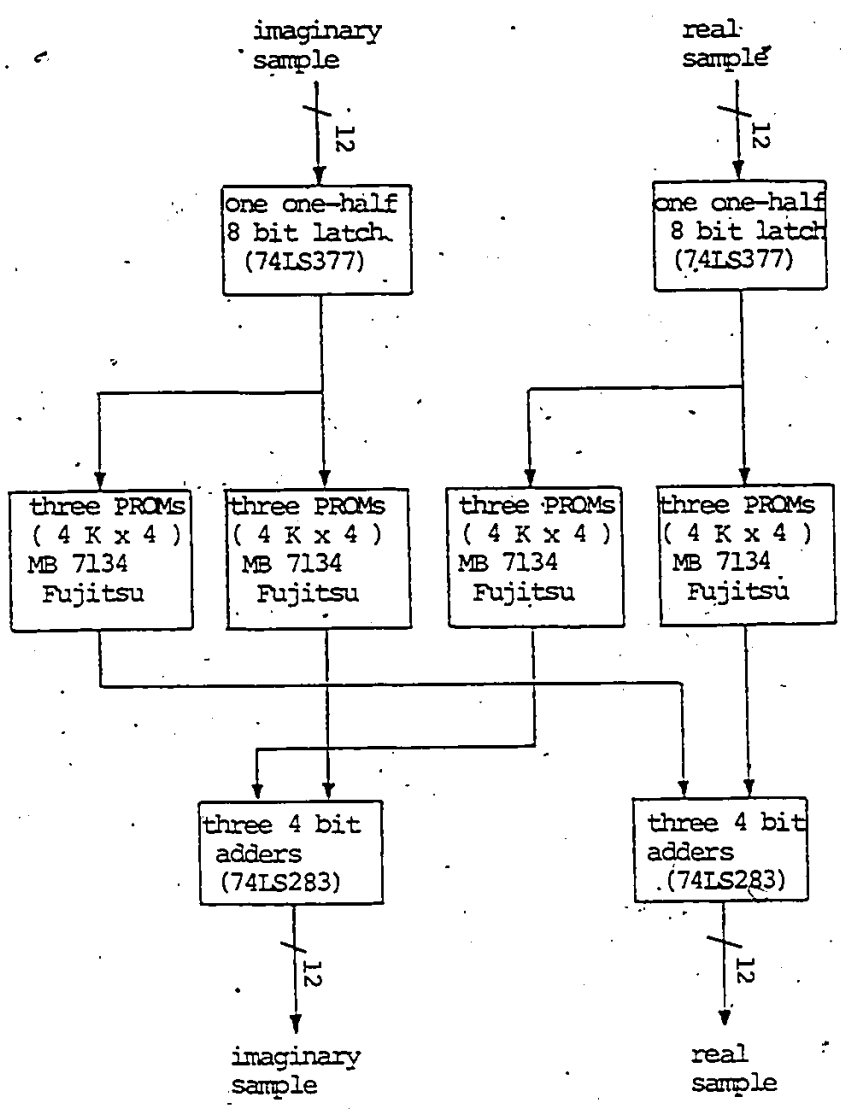 imaginary
sample
real
sample
12
12
one one-half
8 bit latch
(74LS377)
one one-half
8 bit latch
(74LS377)
three PROMs
( 4 K x 4 )
MB 7134
Fujitsu
three PROMs
( 4 K x 4 )
MB 7134
Fujitsu
three PROMs
( 4 K x 4 )
MB 7134
Fujitsu
three PROMs
( 4 K x 4 )
MB 7134
Fujitsu
three 4 bit
adders
(74LS283)
three 4 bit
adders
(74LS283)
12
12
imaginary
sample
real
sample